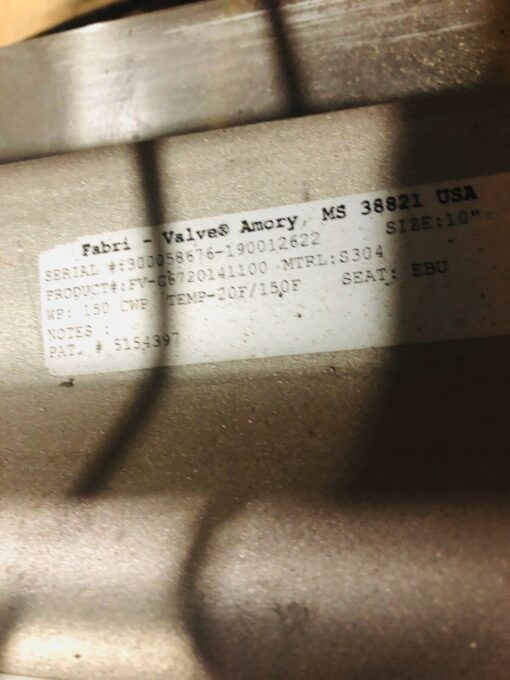 Fabri - Valve® Amory, MS 38821 USA
SERIAL #:300058676-190012622 SIZE:10"
PRODUCT#:FV-C6720141100 MTRL:S304
WP: 150 CWP TEMP-20F/150F SEAT: EBU
NOTES :
PAT. # 5154397